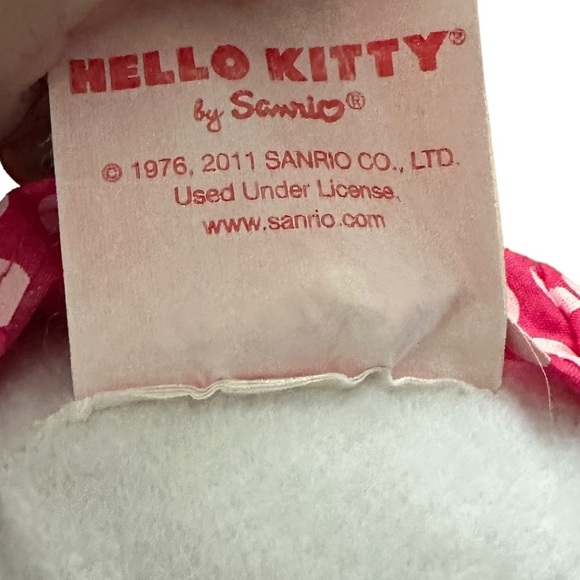 HELLO KITTY®
by Sanrio®
© 1976, 2011 SANRIO CO., LTD.
Used Under License.
www.sanrio.com